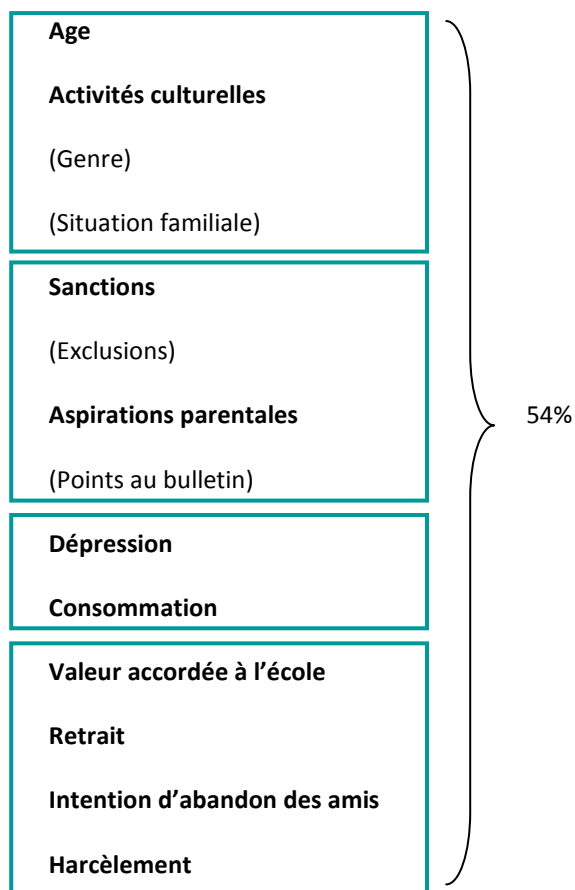 Age
Activités culturelles
(Genre)
(Situation familiale)
Sanctions
(Exclusions)
Aspirations parentales
(Points au bulletin)
Dépression
Consommation
Valeur accordée à l’école
Retrait
Intention d’abandon des amis
Harcèlement
54%